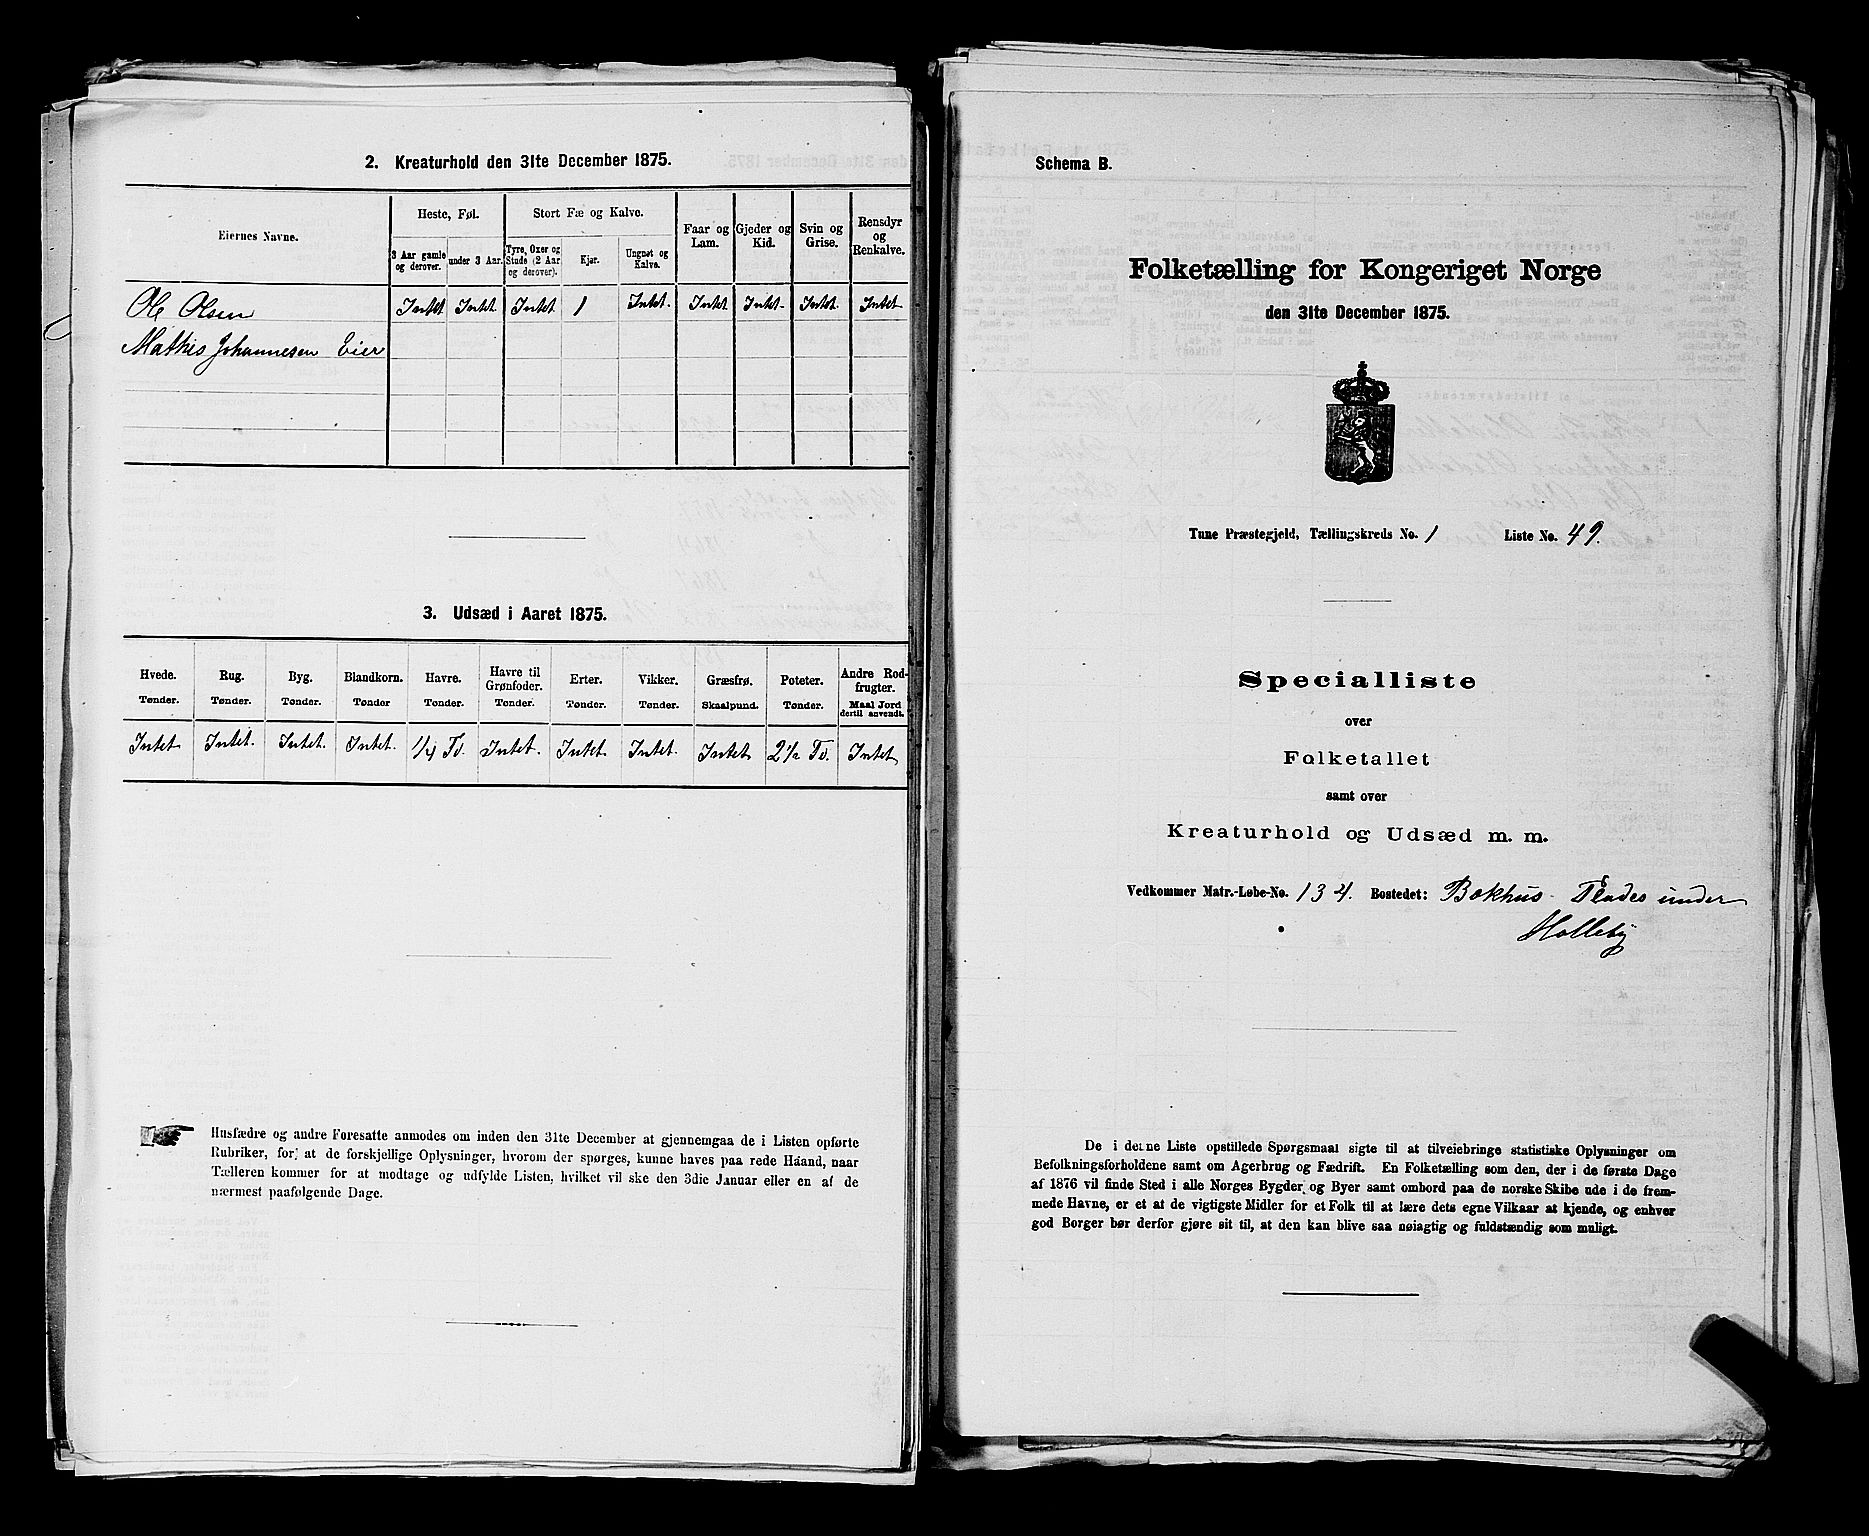 2. Kreaturhold den 31te December 1875.
Eiernes Navne.
Heste, Føl.
Stort Fæ og Kalve.
Faar og Lam.
Gjeder og Kid.
Svin og Grise.
Rensdyr og Renkalve.
3 Aar gamle og derover.
under 3 Aar.
Tyre, Oxer og Stude (2 Aar og derover).
Kjør.
Ungnøt og Kalve.
Ole Olsen Intet Intet Intet 1 Intet. Intet Intet Intet Intet
Mathis Johannesen Eier
3. Udsæd i Aaret 1875.
Hvede. Rug. Byg. Blandkorn. Havre. Havre til Grønfoder. Erter. Vikker. Græsfrø. Poteter. Andre Rodfrugter.
Tønder. Tønder. Tønder. Tønder Tønder. Tønder. Tønder. Tønder. Skaalpund. Tønder. Maal Jord dertil anvendt.
Intet Intet. Intet. Intet. 1/4 Tø. Intet. Intet Intet. Intet 2 1/2 Tø. Intet
Husfædre og andre Foresatte anmodes om inden den 31te December at gjennemgaa de i Listen opførte
Rubriker, for at de forskjellige Oplysninger, hvorom der spørges, kunne haves paa rede Haand, naar
Tælleren kommer for at modtage og udfylde Listen, hvilket vil ske den 3die Januar eller en af de
nærmest paafølgende Dage.
Schema B.
Folketælling for Kongeriget Norge
den 31te December 1875.
Tune Præstegjeld, Tællingskreds No. 1 Liste No. 49.
Specialliste
over
Folketallet
samt over
Kreaturhold og Udsæd m. m.
Vedkommer Matr.-Løbe-No. 134. Bostedet: Bakhus under
Holleby
De i denne Liste opstillede Spørgsmaal sigte til at tilveiebringe statistiske Oplysninger om
Befolkningsforholdene samt om Agerbrug og Fædrift. En Folketælling som den, der i de første Dage
af 1876 vil finde Sted i alle Norges Bygder og Byer samt ombord paa de norske Skibe ude i de frem-
mede Havne, er et af de vigtigste Midler for et Folk til at lære dets egne Vilkaar at kjende, og enhver
god Borger bør derfor gjøre sit til, at den kan blive saa nøiagtig og fuldstændig som muligt.